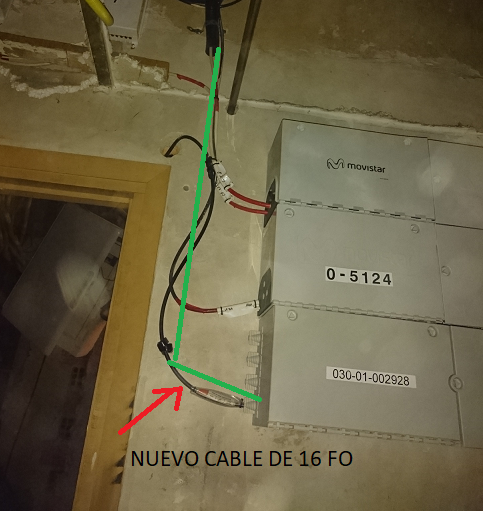 movistar
0-5124
030-01-002928
NUEVO CABLE DE 16 FO